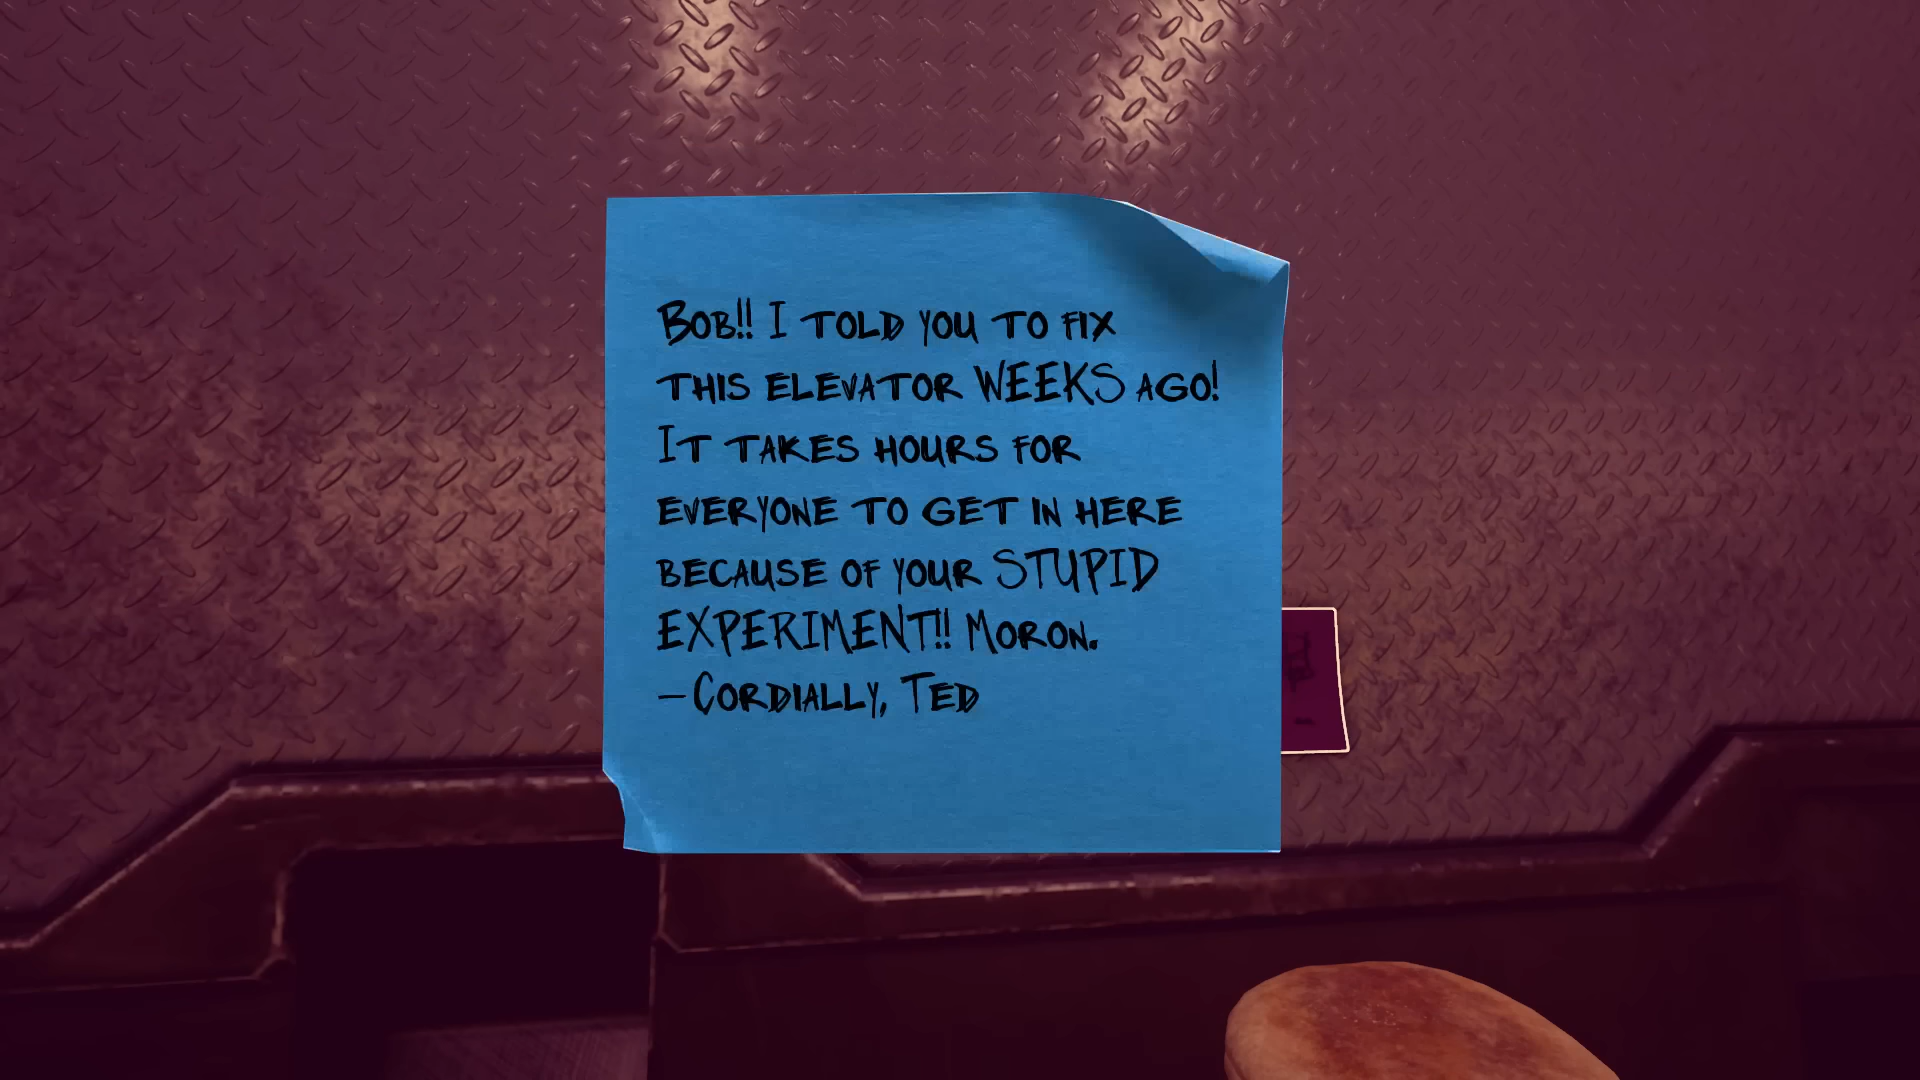 Bob!! I told you to fix
this elevator WEEKS ago!
It takes hours for
everyone to get in here
because of your STUPID
EXPERIMENT!! Moron.
– Cordially, Ted